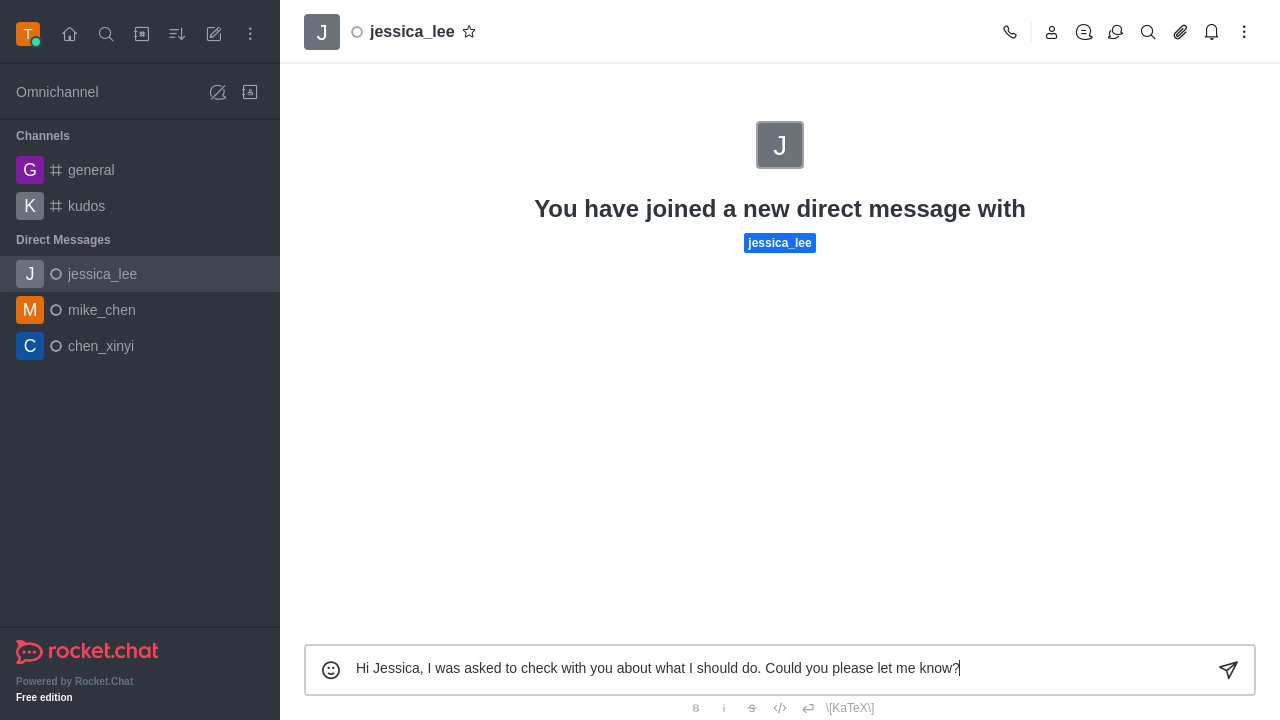 T
J
jessica_lee
Omnichannel
Channels
G
general
K
kudos
Direct Messages
J
jessica_lee
M
mike_chen
C
chen_xinyi
J
You have joined a new direct message with
jessica_lee
Hi Jessica, I was asked to check with you about what I should do. Could you please let me know?
B
i
S
\[KaTeX\]
rocket.chat
Powered by Rocket.Chat
Free edition